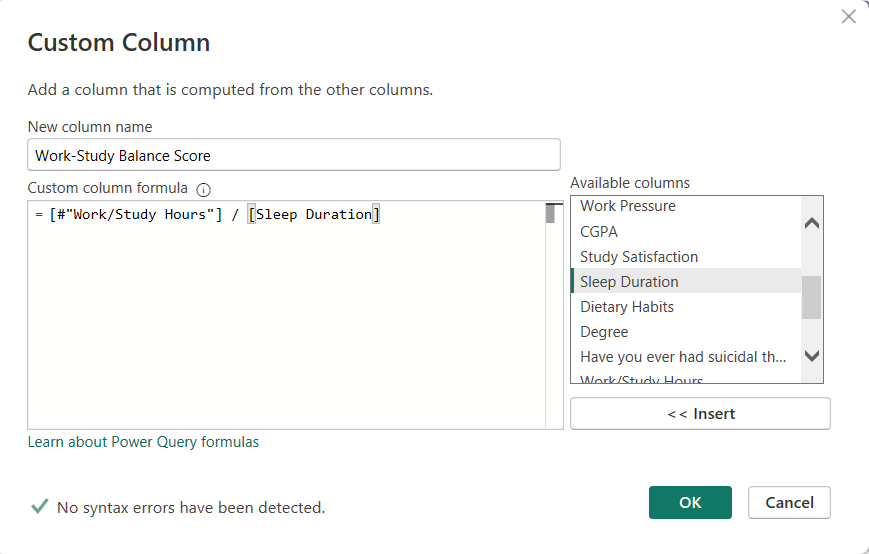 Custom Column
Add a column that is computed from the other columns.
New column name
Work-Study Balance Score
Custom column formula
= [#"Work/Study Hours"] / [Sleep Duration]
Available columns
Work Pressure
CGPA
Study Satisfaction
Sleep Duration
Dietary Habits
Degree
Have you ever had suicidal th...
Work/Study Hours
<< Insert
Learn about Power Query formulas
No syntax errors have been detected.
OK
Cancel